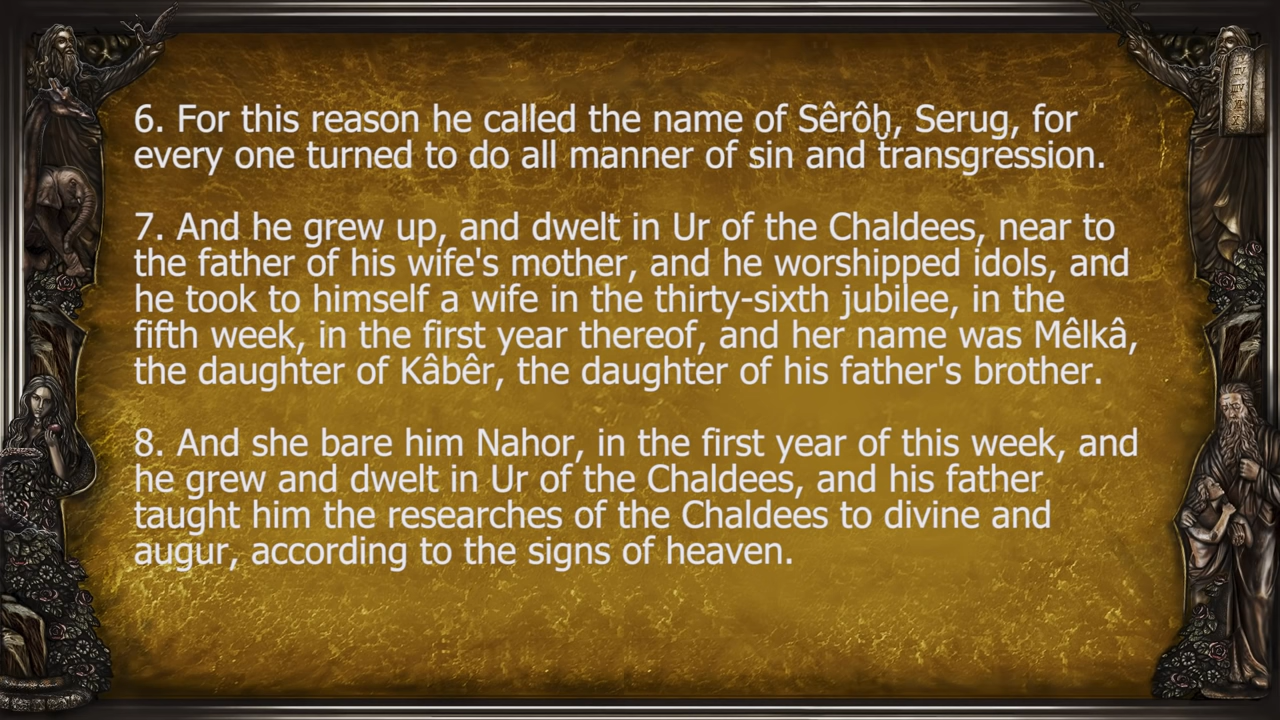 6. For this reason he called the name of Sêrôḫ, Serug, for
every one turned to do all manner of sin and transgression.
7. And he grew up, and dwelt in Ur of the Chaldees, near to
the father of his wife's mother, and he worshipped idols, and
he took to himself a wife in the thirty-sixth jubilee, in the
fifth week, in the first year thereof, and her name was Mêlkâ,
the daughter of Kâbêr, the daughter of his father's brother.
8. And she bare him Nahor, in the first year of this week, and
he grew and dwelt in Ur of the Chaldees, and his father
taught him the researches of the Chaldees to divine and
augur, according to the signs of heaven.